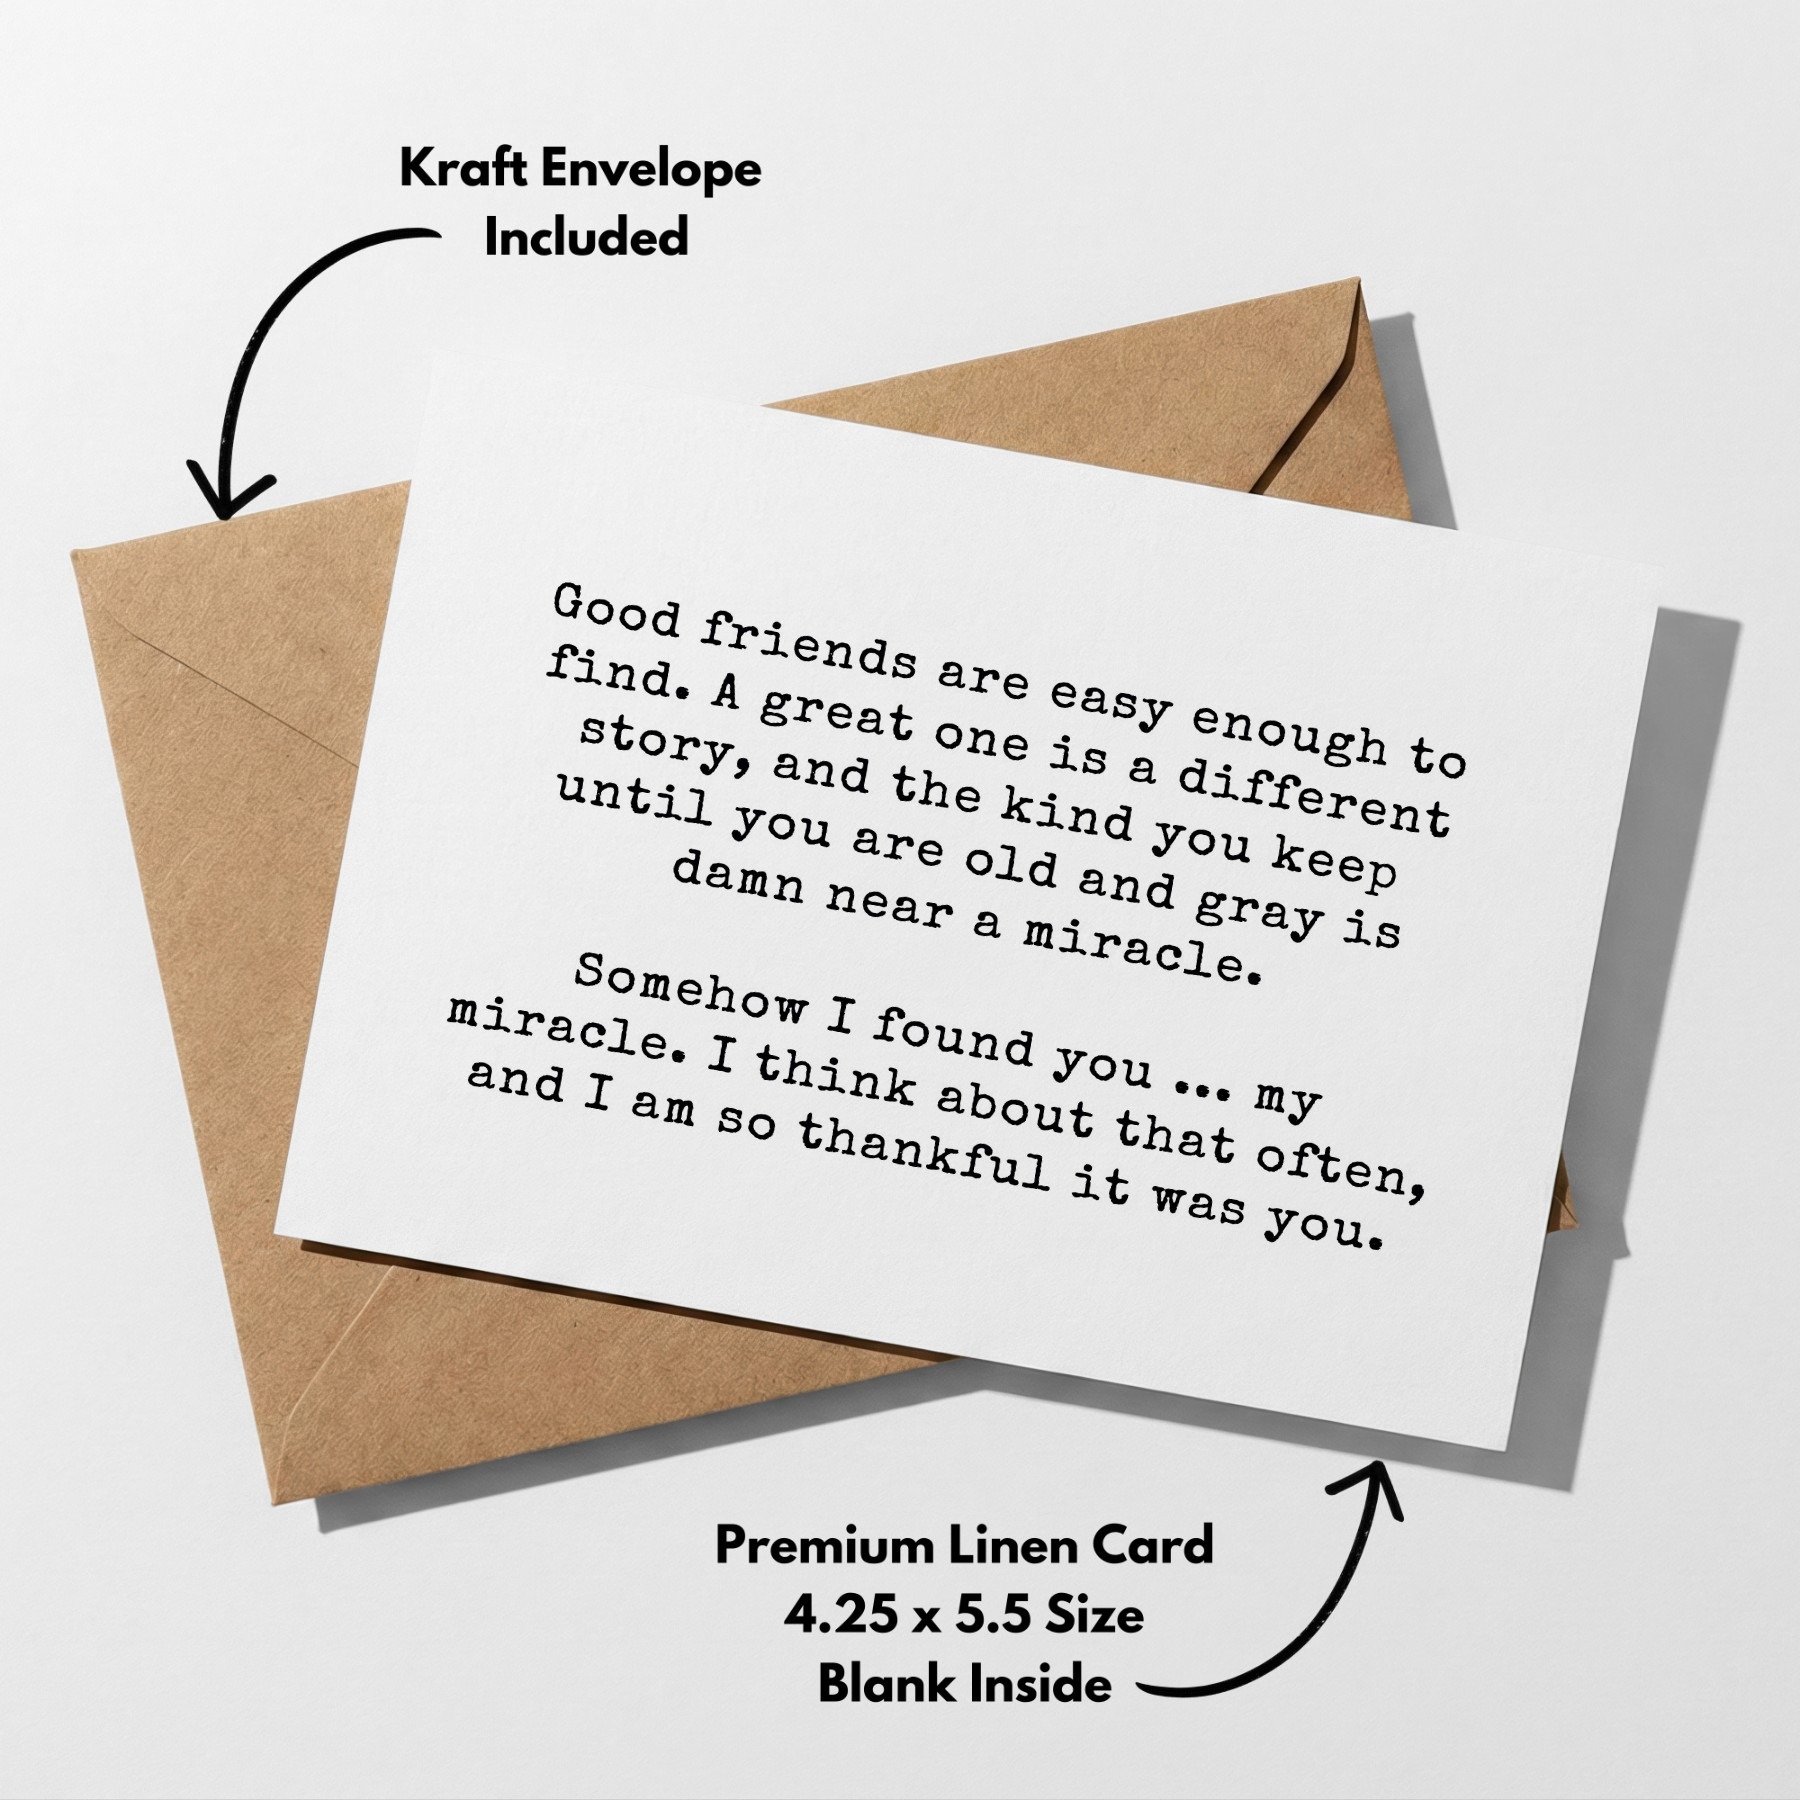 Kraft Envelope
Included
Good friends are easy enough to
find. A great one is a different
story, and the kind you keep
until you are old and gray is
damn near a miracle.
Somehow I found you ... my
miracle. I think about that often,
and I am so thankful it was you.
Premium Linen Card
4.25 x 5.5 Size
Blank Inside